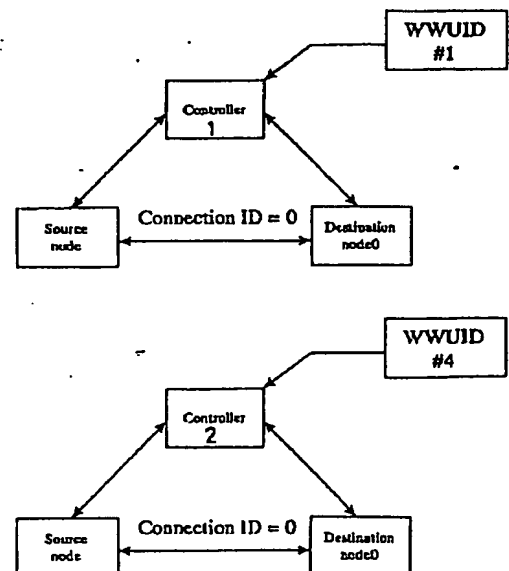 WWUID
#1
Controller
1
Connection ID = 0
Source
node
Destination
node0
WWUID
#4
Controller
2
Connection ID = 0
Source
node
Destination
node0